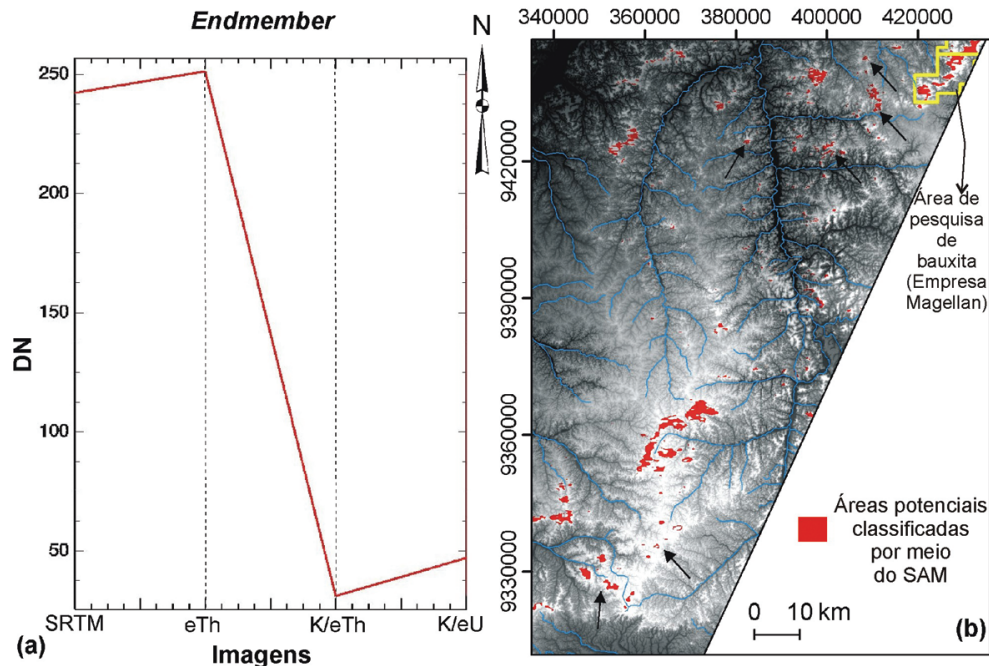 Endmember
250
200
150
100
50
DN
SRTM
eTh
K/eTh
K/eU
Imagens
(a)
N
340000
360000
380000
400000
420000
9420000
9390000
9360000
9330000
Área de
pesquisa
de
bauxita
(Empresa
Magellan)
Áreas potenciais
classificadas
por meio
do SAM
0 10 km
(b)